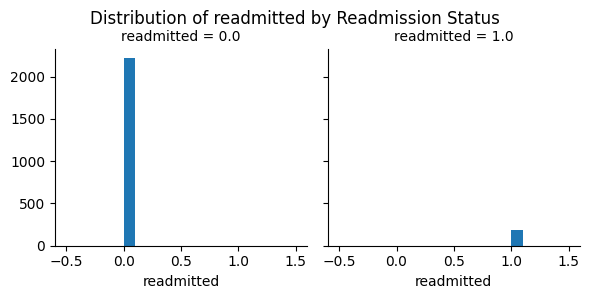 Distribution of readmitted by Readmission Status
readmitted = 0.0
readmitted = 1.0
2000
1500
1000
500
0
−0.5 0.0 0.5 1.0 1.5
−0.5 0.0 0.5 1.0 1.5
readmitted
readmitted